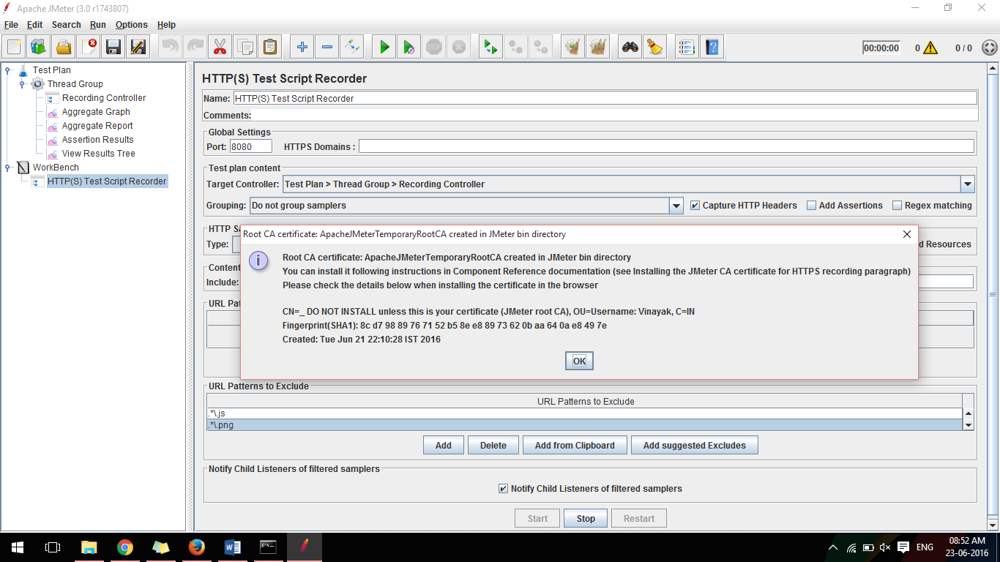 Apache JMeter (3.0 r1743807)
File Edit Search Run Options Help
00:00:00 0 0 / 0
Test Plan
Thread Group
Recording Controller
Aggregate Graph
Aggregate Report
Assertion Results
View Results Tree
WorkBench
HTTP(S) Test Script Recorder
HTTP(S) Test Script Recorder
Name: HTTP(S) Test Script Recorder
Comments:
Global Settings
Port: 8080 HTTPS Domains :
Test plan content
Target Controller: Test Plan > Thread Group > Recording Controller
Grouping: Do not group samplers Capture HTTP Headers Add Assertions Regex matching
HTTP Sa
Type: d Resources
Content
Include:
URL Pat
Root CA certificate: ApacheJMeterTemporaryRootCA created in JMeter bin directory
Root CA certificate: ApacheJMeterTemporaryRootCA created in JMeter bin directory
You can install it following instructions in Component Reference documentation (see Installing the JMeter CA certificate for HTTPS recording paragraph)
Please check the details below when installing the certificate in the browser
CN=_ DO NOT INSTALL unless this is your certificate (JMeter root CA), OU=Username: Vinayak, C=IN
Fingerprint(SHA1): 8c d7 98 89 76 71 52 b5 8e e8 89 73 62 0b aa 64 0a e8 49 7e
Created: Tue Jun 21 22:10:28 IST 2016
OK
URL Patterns to Exclude
URL Patterns to Exclude
.*\.js
.*\.png
Add Delete Add from Clipboard Add suggested Excludes
Notify Child Listeners of filtered samplers
Notify Child Listeners of filtered samplers
Start Stop Restart
ENG
08:52 AM
23-06-2016